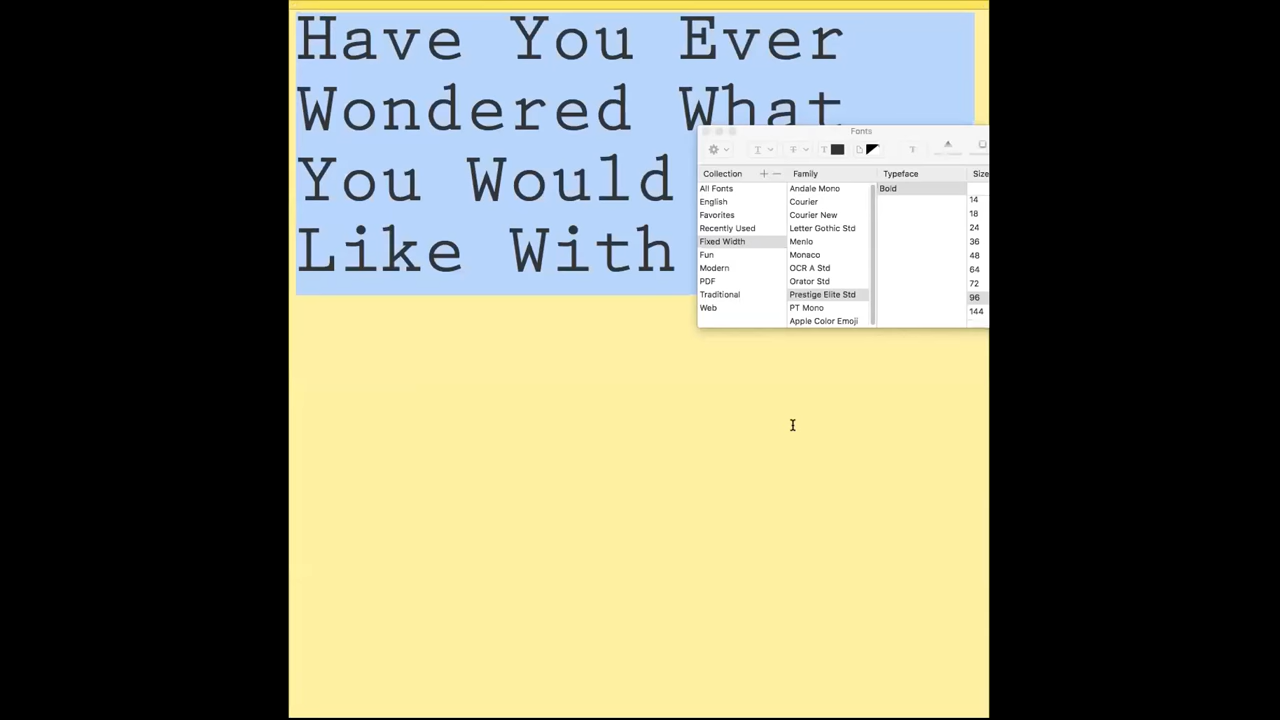 Have You Ever
Wondered What
You Would
Like With
Fonts
Collection + − Family Typeface Size
All Fonts Andale Mono Bold
English Courier 14
Favorites Courier New 18
Recently Used Letter Gothic Std 24
Fixed Width Menlo 36
Fun Monaco 48
Modern OCR A Std 64
PDF Orator Std 72
Traditional Prestige Elite Std 96
Web PT Mono 144
Apple Color Emoji